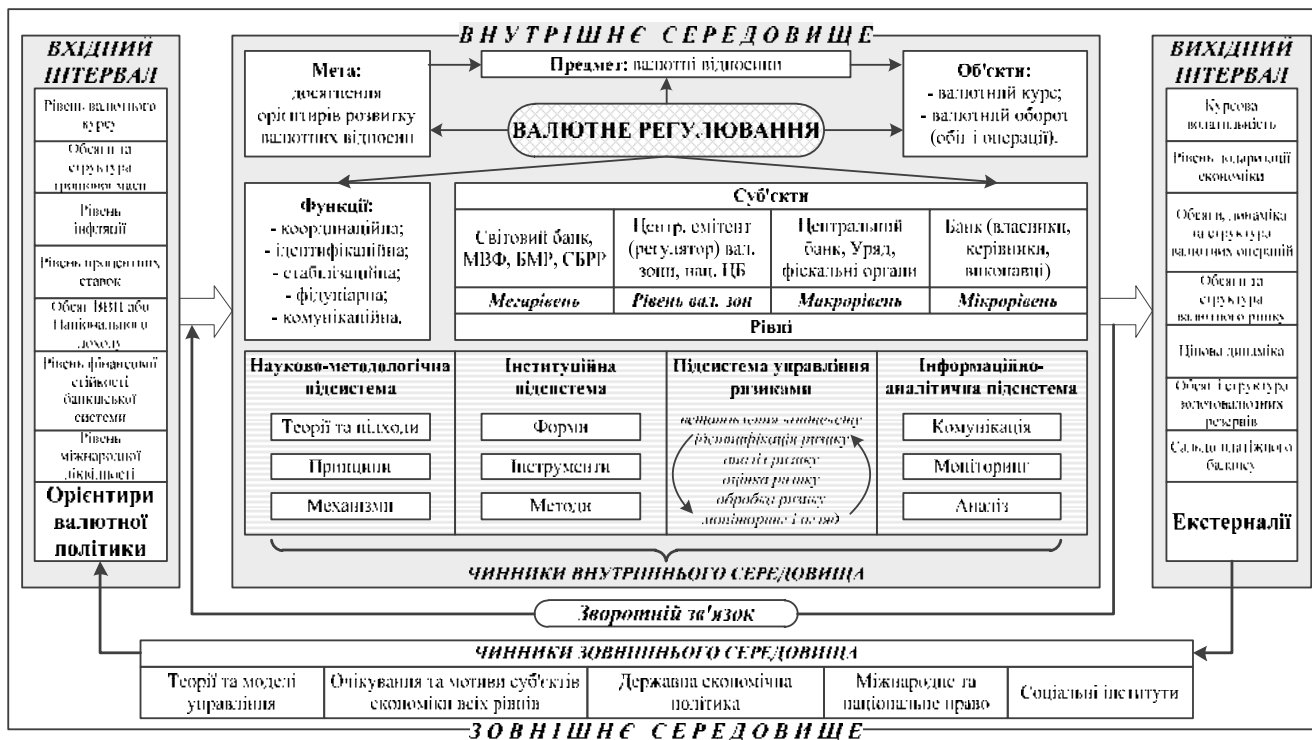 ВНУТРІШНЄ СЕРЕДОВИЩЕ
ВХІДНИЙ
ІНТЕРВАЛ
Рівень валютного
курсу
Обсяги та
структура
грошової маси
Рівень
інфляції
Рівень процентних
ставок
Обсяг ВВП або
Національного
доходу
Рівень фінансової
стійкості
банківської
системи
Рівень
міжнародної
ліквідності
Орієнтири
валютної
політики
Мета:
досягнення
орієнтирів розвитку
валютних відносин
Предмет: валютні відносини
Об'єкти:
- валютний курс;
- валютний оборот
(обіг і операції).
ВАЛЮТНЕ РЕГУЛЮВАННЯ
Функції:
- координаційна;
- ідентифікаційна;
- стабілізаційна;
- фідуціарна;
- комунікаційна.
Суб'єкти
Світовий банк,
МВФ, БМР, ЄБРР
Центр. емітент
(регулятор) вал.
зони, нац. ЦБ
Центральний
банк, Уряд,
фіскальні органи
Банк (власники,
керівники,
виконавці)
Мегарівень
Рівень вал. зон
Макрорівень
Мікрорівень
Рівні
Науково-методологічна
підсистема
Теорії та підходи
Принципи
Механізми
Інституційна
підсистема
Форми
Інструменти
Методи
Підсистема управління
ризиками
встановлення контексту
ідентифікація ризику
аналіз ризику
оцінка ризику
обробка ризику
моніторинг і огляд
Інформаційно-
аналітична підсистема
Комунікація
Моніторинг
Аналіз
ЧИННИКИ ВНУТРІШНЬОГО СЕРЕДОВИЩА
ВИХІДНИЙ
ІНТЕРВАЛ
Курсова
волатильність
Рівень доларизації
економіки
Обсяги, динаміка
та структура
валютних операцій
Обсяги та
структура
валютного ринку
Цінова динаміка
Обсяг і структура
золотовалютних
резервів
Сальдо платіжного
балансу
Екстерналії
Зворотній зв'язок
ЧИННИКИ ЗОВНІШНЬОГО СЕРЕДОВИЩА
Теорії та моделі
управління
Очікування та мотиви суб'єктів
економіки всіх рівнів
Державна економічна
політика
Міжнародне та
національне право
Соціальні інститути
ЗОВНІШНЄ СЕРЕДОВИЩЕ